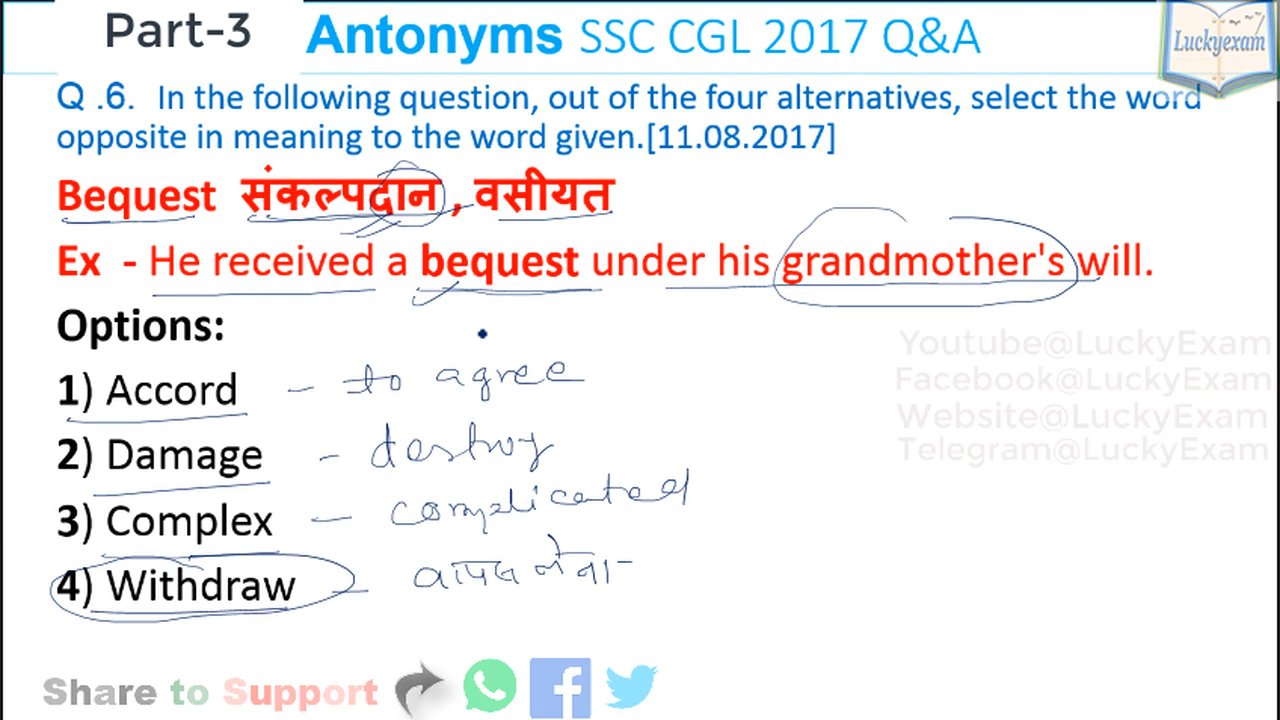 Part-3 Antonyms SSC CGL 2017 Q&A
Luckyexam
Q .6. In the following question, out of the four alternatives, select the word
opposite in meaning to the word given.[11.08.2017]
Bequest संकल्पदान , वसीयत
Ex - He received a bequest under his grandmother's will.
Options:
1) Accord - to agree
2) Damage - destroy
3) Complex - complicated
4) Withdraw - वापस लेना
Youtube@LuckyExam
Facebook@LuckyExam
Website@LuckyExam
Telegram@LuckyExam
Share to Support